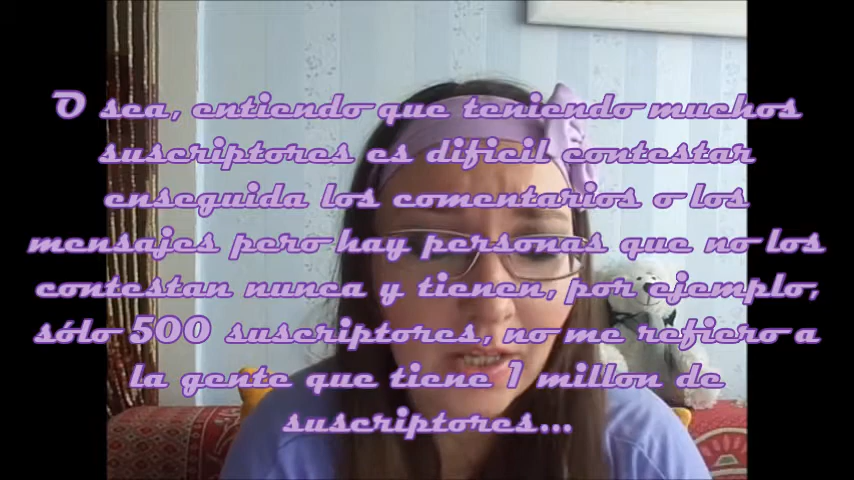 O sea, entiendo que teniendo muchos
suscriptores es dificil contestar
enseguida los comentarios o los
mensajes pero hay personas que no los
contestan nunca y tienen, por ejemplo,
sólo 500 suscriptores, no me refiero a
la gente que tiene 1 millon de
suscriptores...